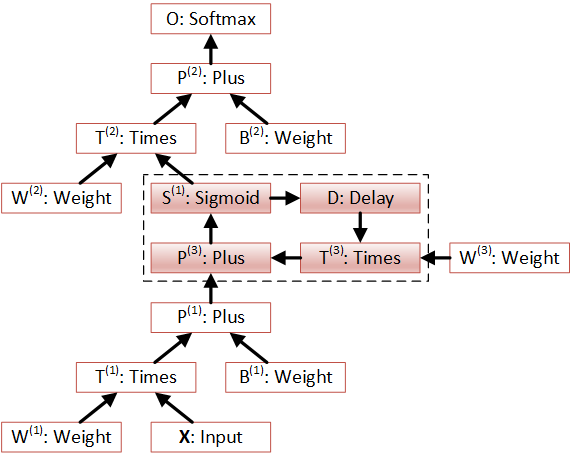 O: Softmax
P(2): Plus
T(2): Times
B(2): Weight
W(2): Weight
S(1): Sigmoid
D: Delay
P(3): Plus
T(3): Times
W(3): Weight
P(1): Plus
T(1): Times
B(1): Weight
W(1): Weight
X: Input